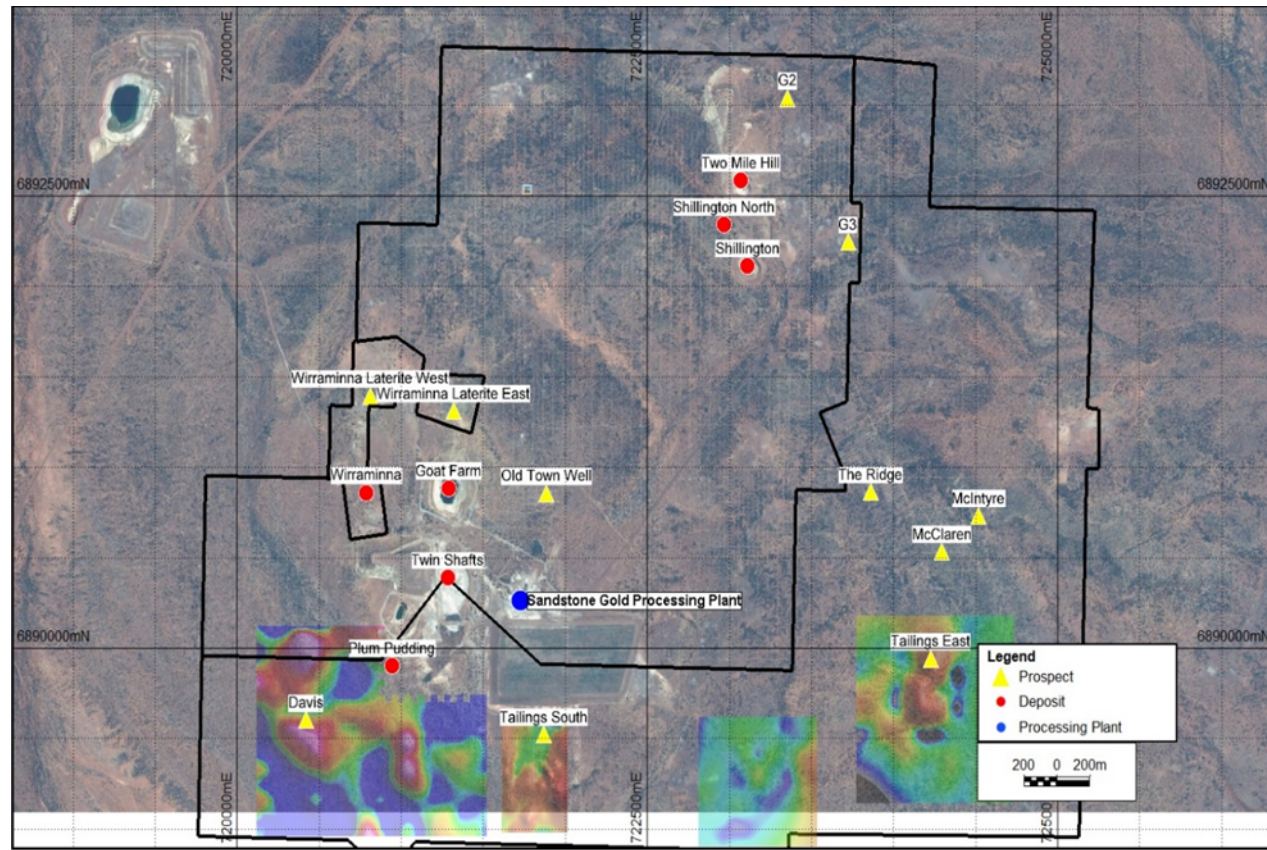 720000mE
722500mE
725000mE
G2
Two Mile Hill
6892500mN
6892500mN
Shillington North
G3
Shillington
Wirraminna Laterite West
Wirraminna Laterite East
Wirraminna
Goat Farm
Old Town Well
The Ridge
McIntyre
McClaren
Twin Shafts
Sandstone Gold Processing Plant
6890000mN
6890000mN
Plum Pudding
Tailings East
Davis
Tailings South
Legend
Prospect
Deposit
Processing Plant
200 0 200m
720000mE
722500mE
725000mE